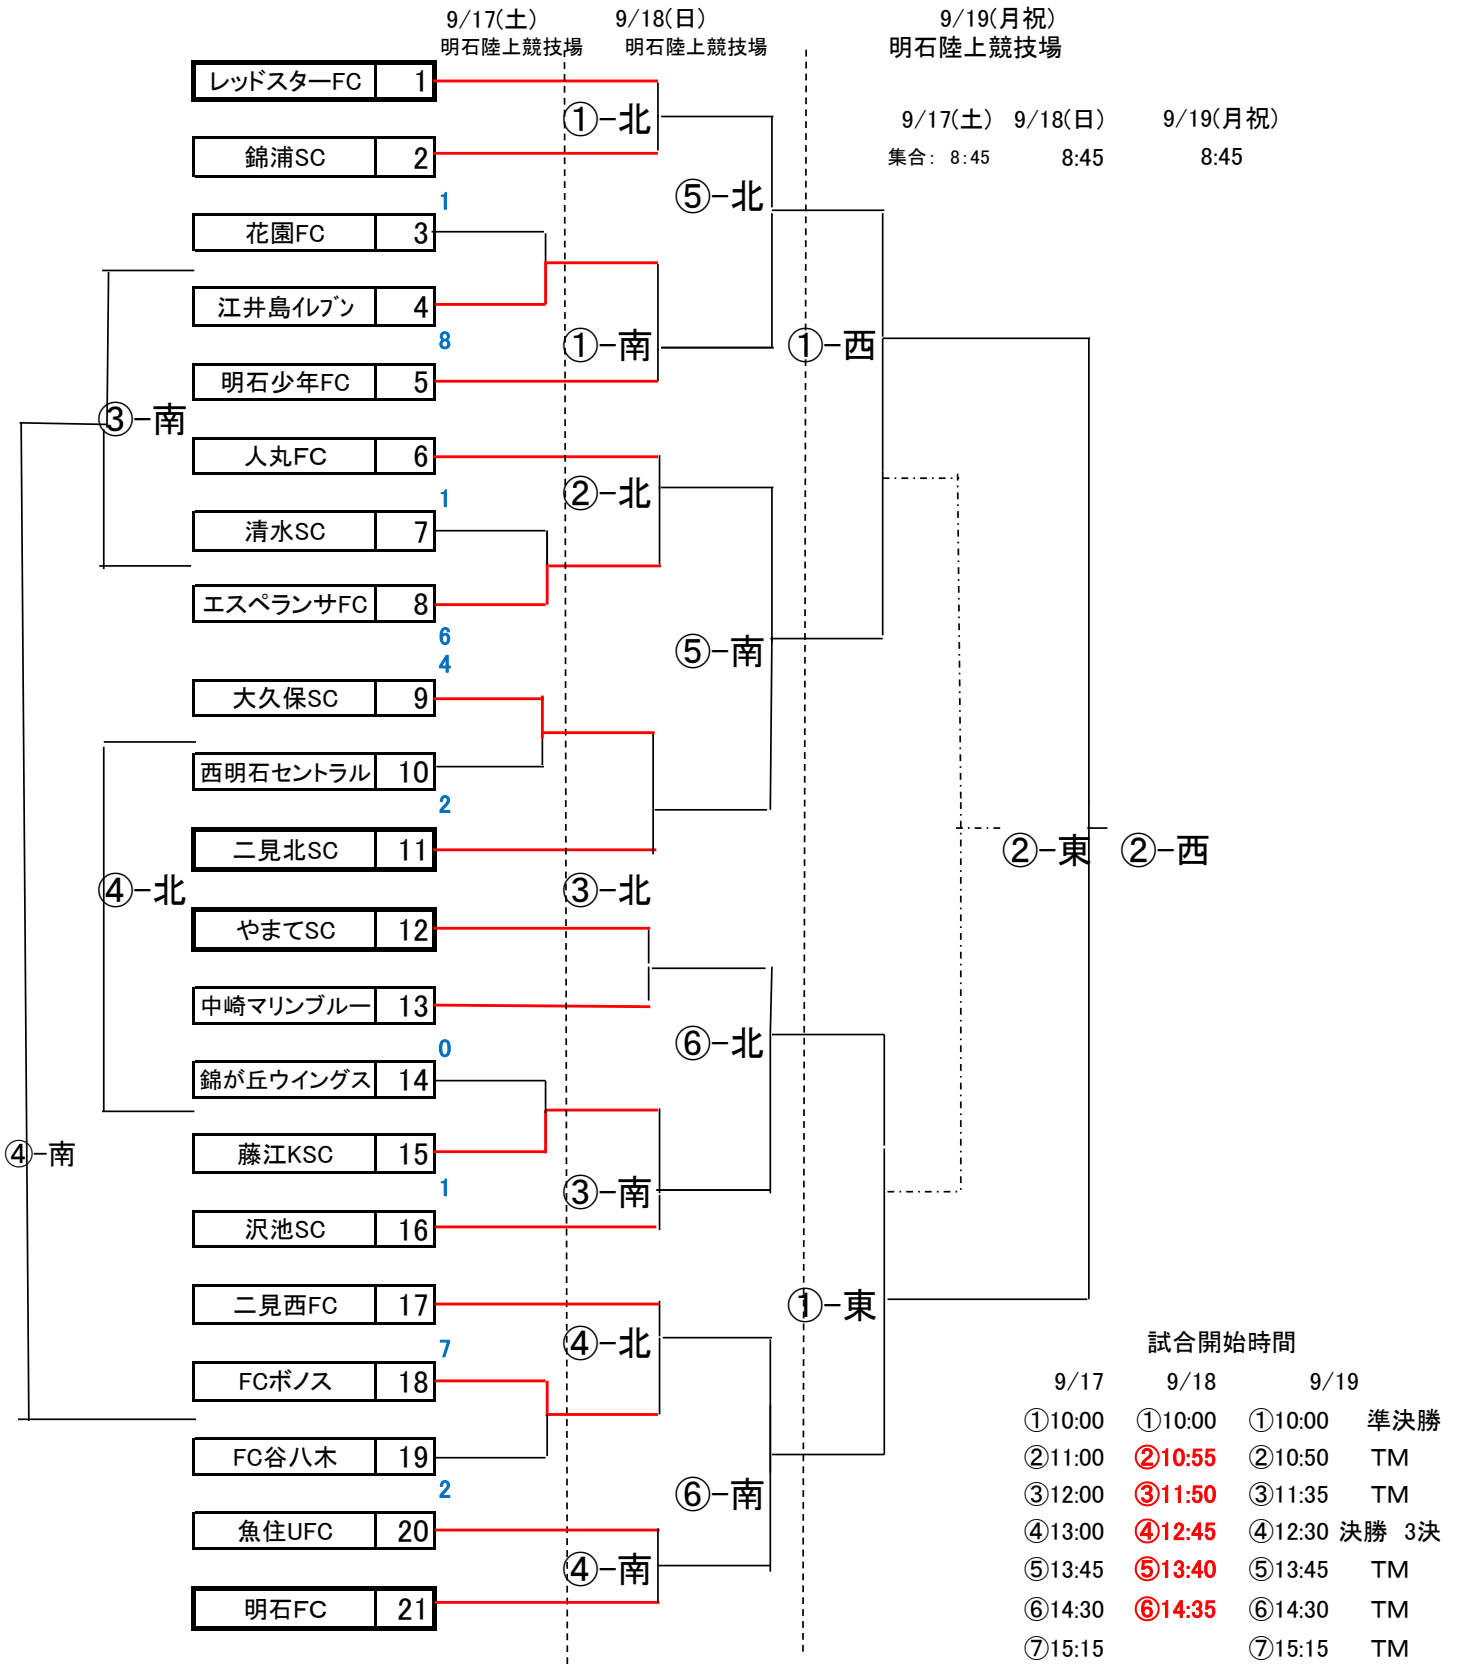 9/17(土) 9/18(日) 9/19(月祝)
明石陸上競技場 明石陸上競技場 明石陸上競技場
レッドスターFC 1
①-北
9/17(土) 9/18(日) 9/19(月祝)
錦浦SC 2
集合: 8:45 8:45 8:45
1
⑤-北
花園FC 3
江井島イレブン 4
8
①-南 ①-西
明石少年FC 5
③-南
人丸FC 6
1
②-北
清水SC 7
エスペランサFC 8
6
⑤-南
4
大久保SC 9
西明石セントラル 10
2
二見北SC 11
②-東 ②-西
④-北 ③-北
やまてSC 12
中崎マリンブルー 13
0
⑥-北
錦が丘ウイングス 14
④-南
藤江KSC 15
1
③-南
沢池SC 16
二見西FC 17
①-東
7
④-北
試合開始時間
FCボノス 18
9/17 9/18 9/19
①10:00 ①10:00 ①10:00 準決勝
FC谷八木 19
②11:00 ②10:55 ②10:50 TM
2
⑥-南
③12:00 ③11:50 ③11:35 TM
魚住UFC 20
④13:00 ④12:45 ④12:30 決勝 3決
④-南
⑤13:45 ⑤13:40 ⑤13:45 TM
明石FC 21
⑥14:30 ⑥14:35 ⑥14:30 TM
⑦15:15 ⑦15:15 TM